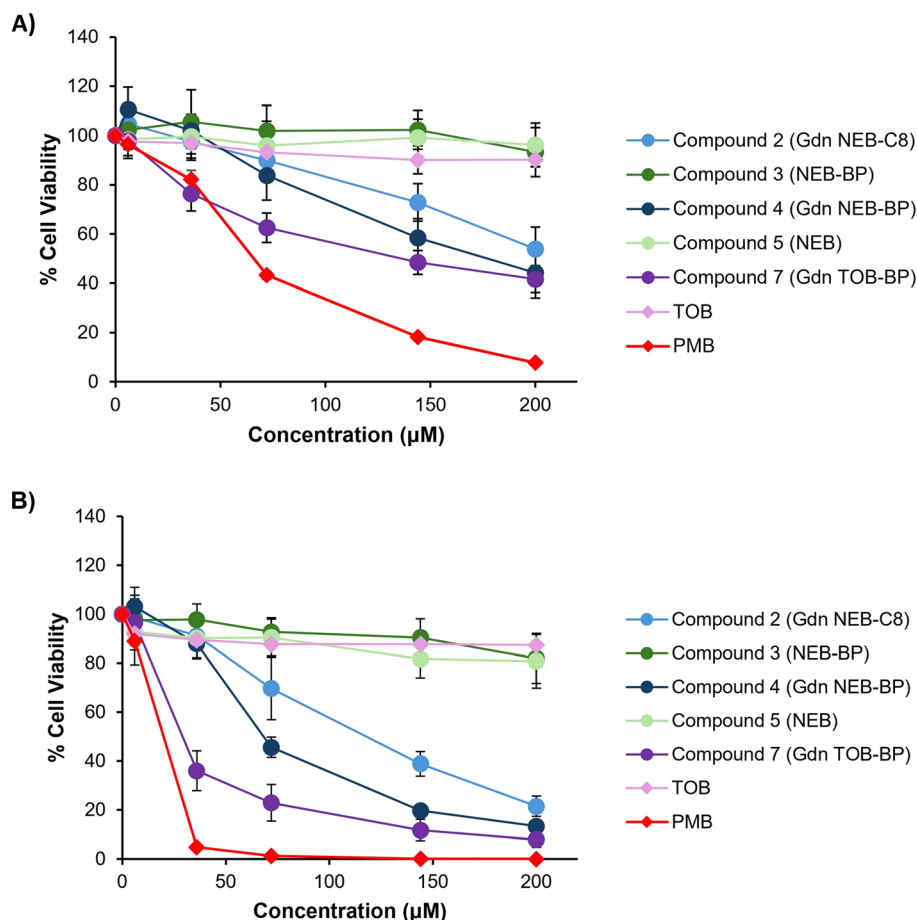 A)
140
120
100
80
60
40
20
0
% Cell Viability
0 50 100 150 200
Concentration (µM)
Compound 2 (Gdn NEB-C8)
Compound 3 (NEB-BP)
Compound 4 (Gdn NEB-BP)
Compound 5 (NEB)
Compound 7 (Gdn TOB-BP)
TOB
PMB
B)
140
120
100
80
60
40
20
0
% Cell Viability
0 50 100 150 200
Concentration (µM)
Compound 2 (Gdn NEB-C8)
Compound 3 (NEB-BP)
Compound 4 (Gdn NEB-BP)
Compound 5 (NEB)
Compound 7 (Gdn TOB-BP)
TOB
PMB